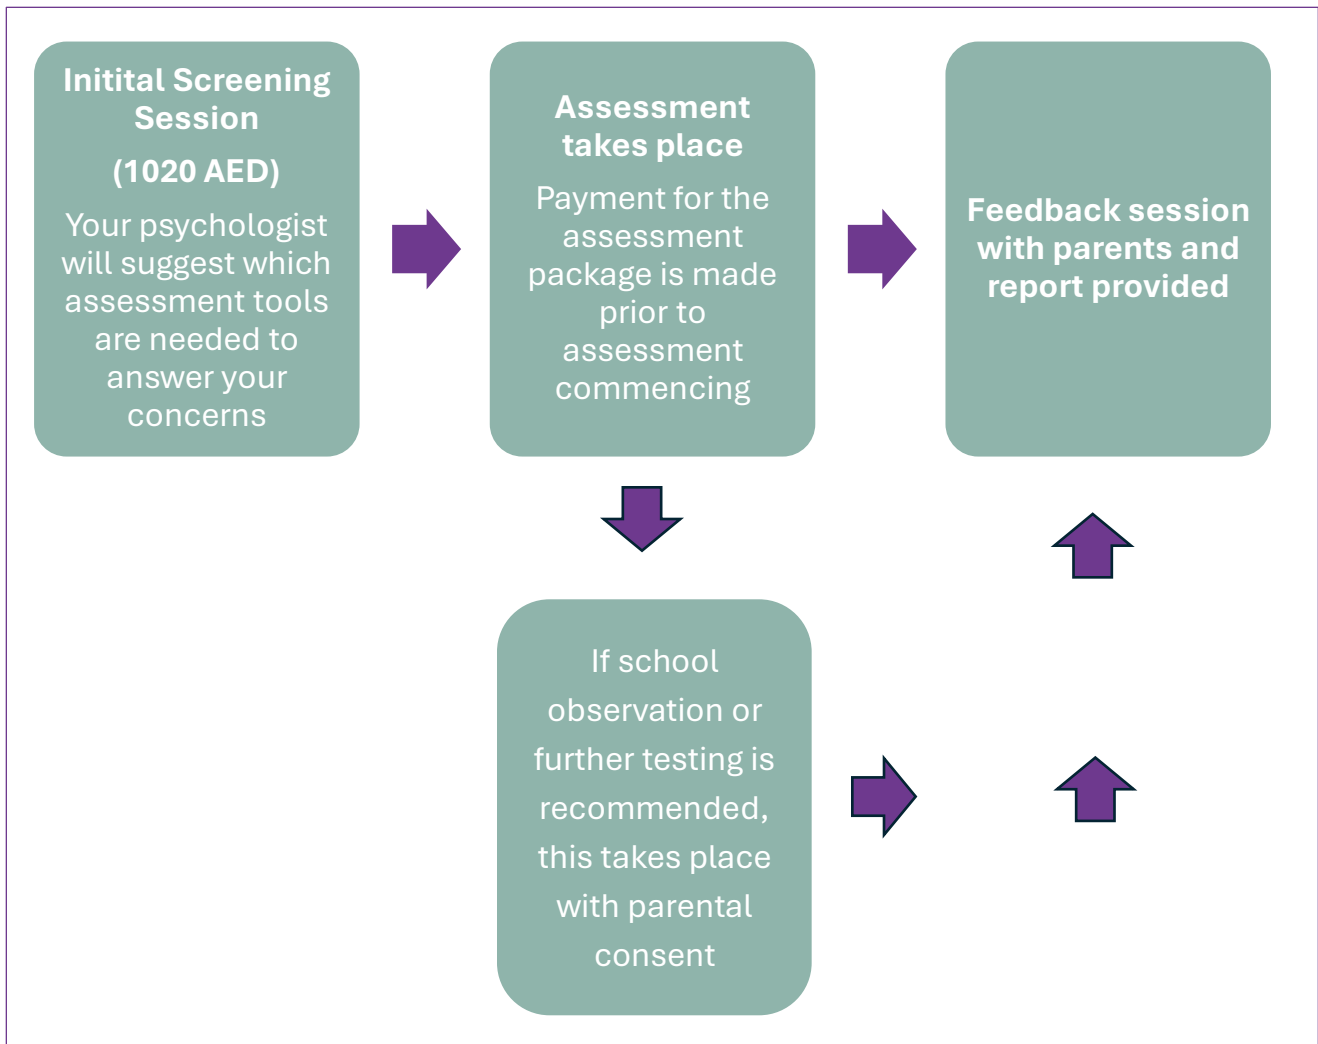 Initital Screening
Session
(1020 AED)
Your psychologist
will suggest which
assessment tools
are needed to
answer your
concerns
Assessment
takes place
Payment for the
assessment
package is made
prior to
assessment
commencing
Feedback session
with parents and
report provided
If school
observation or
further testing is
recommended,
this takes place
with parental
consent